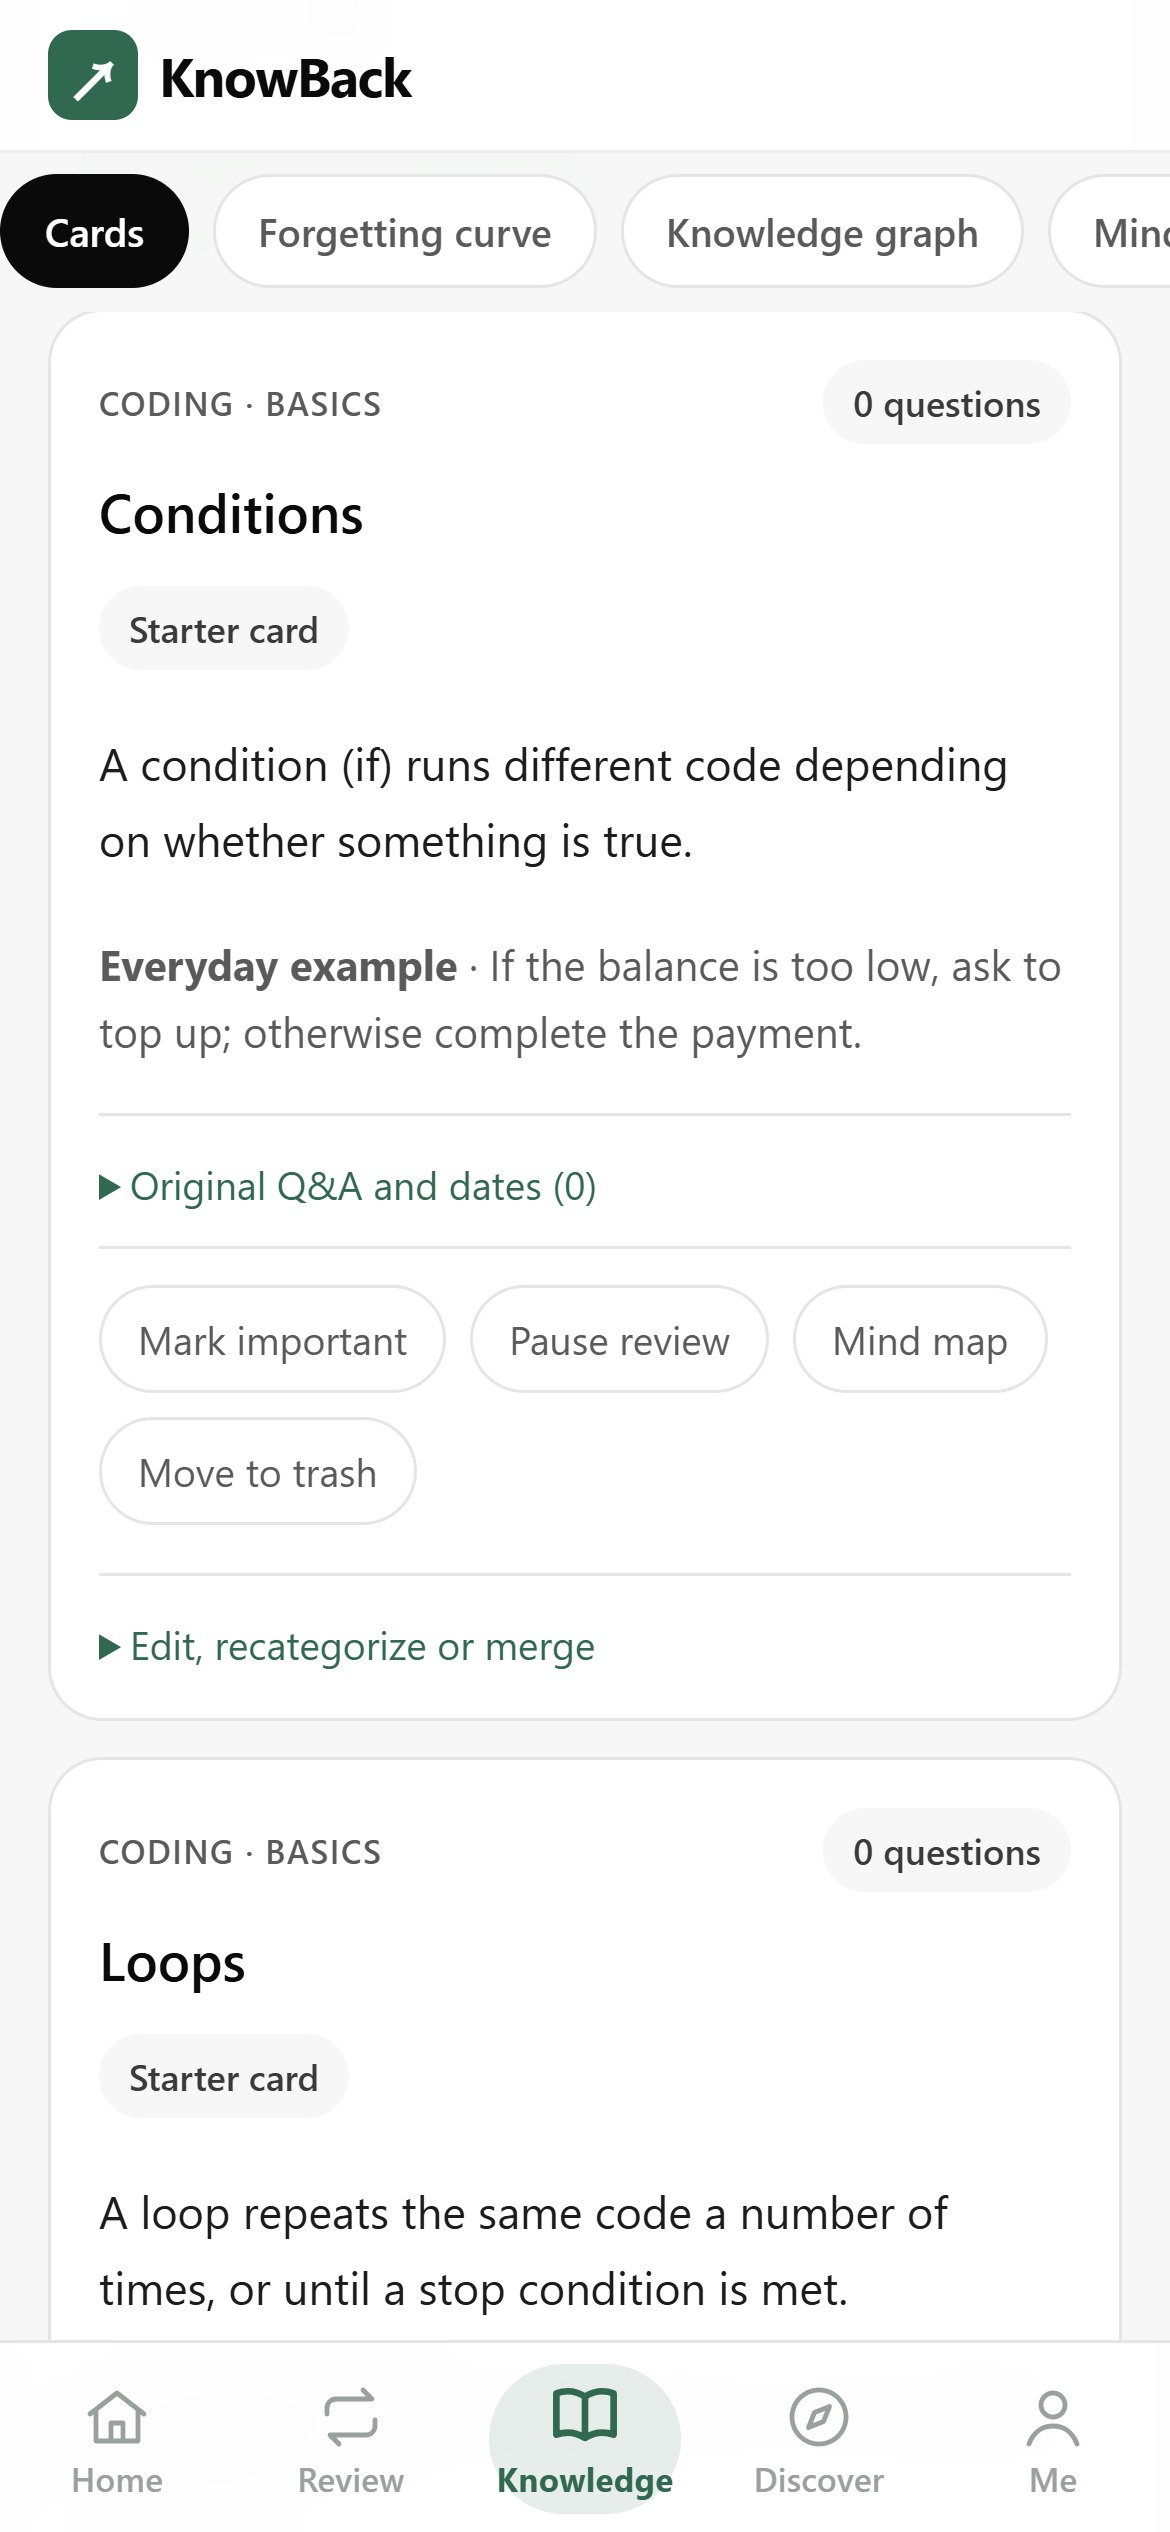 KnowBack
Cards
Forgetting curve
Knowledge graph
Mind
CODING · BASICS
0 questions
Conditions
Starter card
A condition (if) runs different code depending
on whether something is true.
Everyday example · If the balance is too low, ask to
top up; otherwise complete the payment.
▶ Original Q&A and dates (0)
Mark important
Pause review
Mind map
Move to trash
▶ Edit, recategorize or merge
CODING · BASICS
0 questions
Loops
Starter card
A loop repeats the same code a number of
times, or until a stop condition is met.
Home
Review
Knowledge
Discover
Me